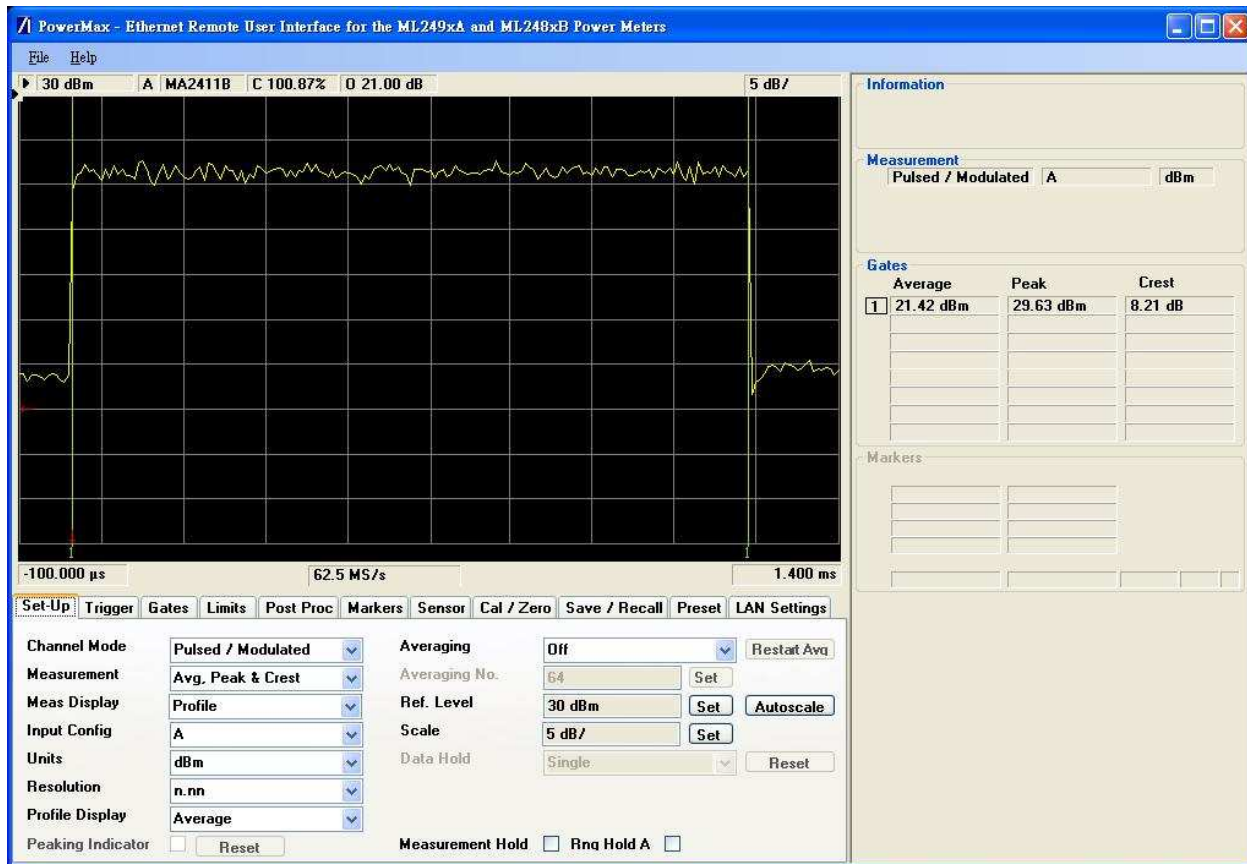 PowerMax - Ethernet Remote User Interface for the ML249xA and ML248xB Power Meters
File Help
30 dBm A MA2411B C 100.87% O 21.00 dB 5 dB/
1 1
-100.000 µs 62.5 MS/s 1.400 ms
Information
Measurement
Pulsed / Modulated A dBm
Gates
Average Peak Crest
1 21.42 dBm 29.63 dBm 8.21 dB
Markers
Set-Up Trigger Gates Limits Post Proc Markers Sensor Cal / Zero Save / Recall Preset LAN Settings
Channel Mode Pulsed / Modulated Averaging Off Restart Avg
Measurement Avg, Peak & Crest Averaging No. 64 Set
Meas Display Profile Ref. Level 30 dBm Set Autoscale
Input Config A Scale 5 dB/ Set
Units dBm Data Hold Single Reset
Resolution n.nn
Profile Display Average
Peaking Indicator Reset Measurement Hold Rng Hold A